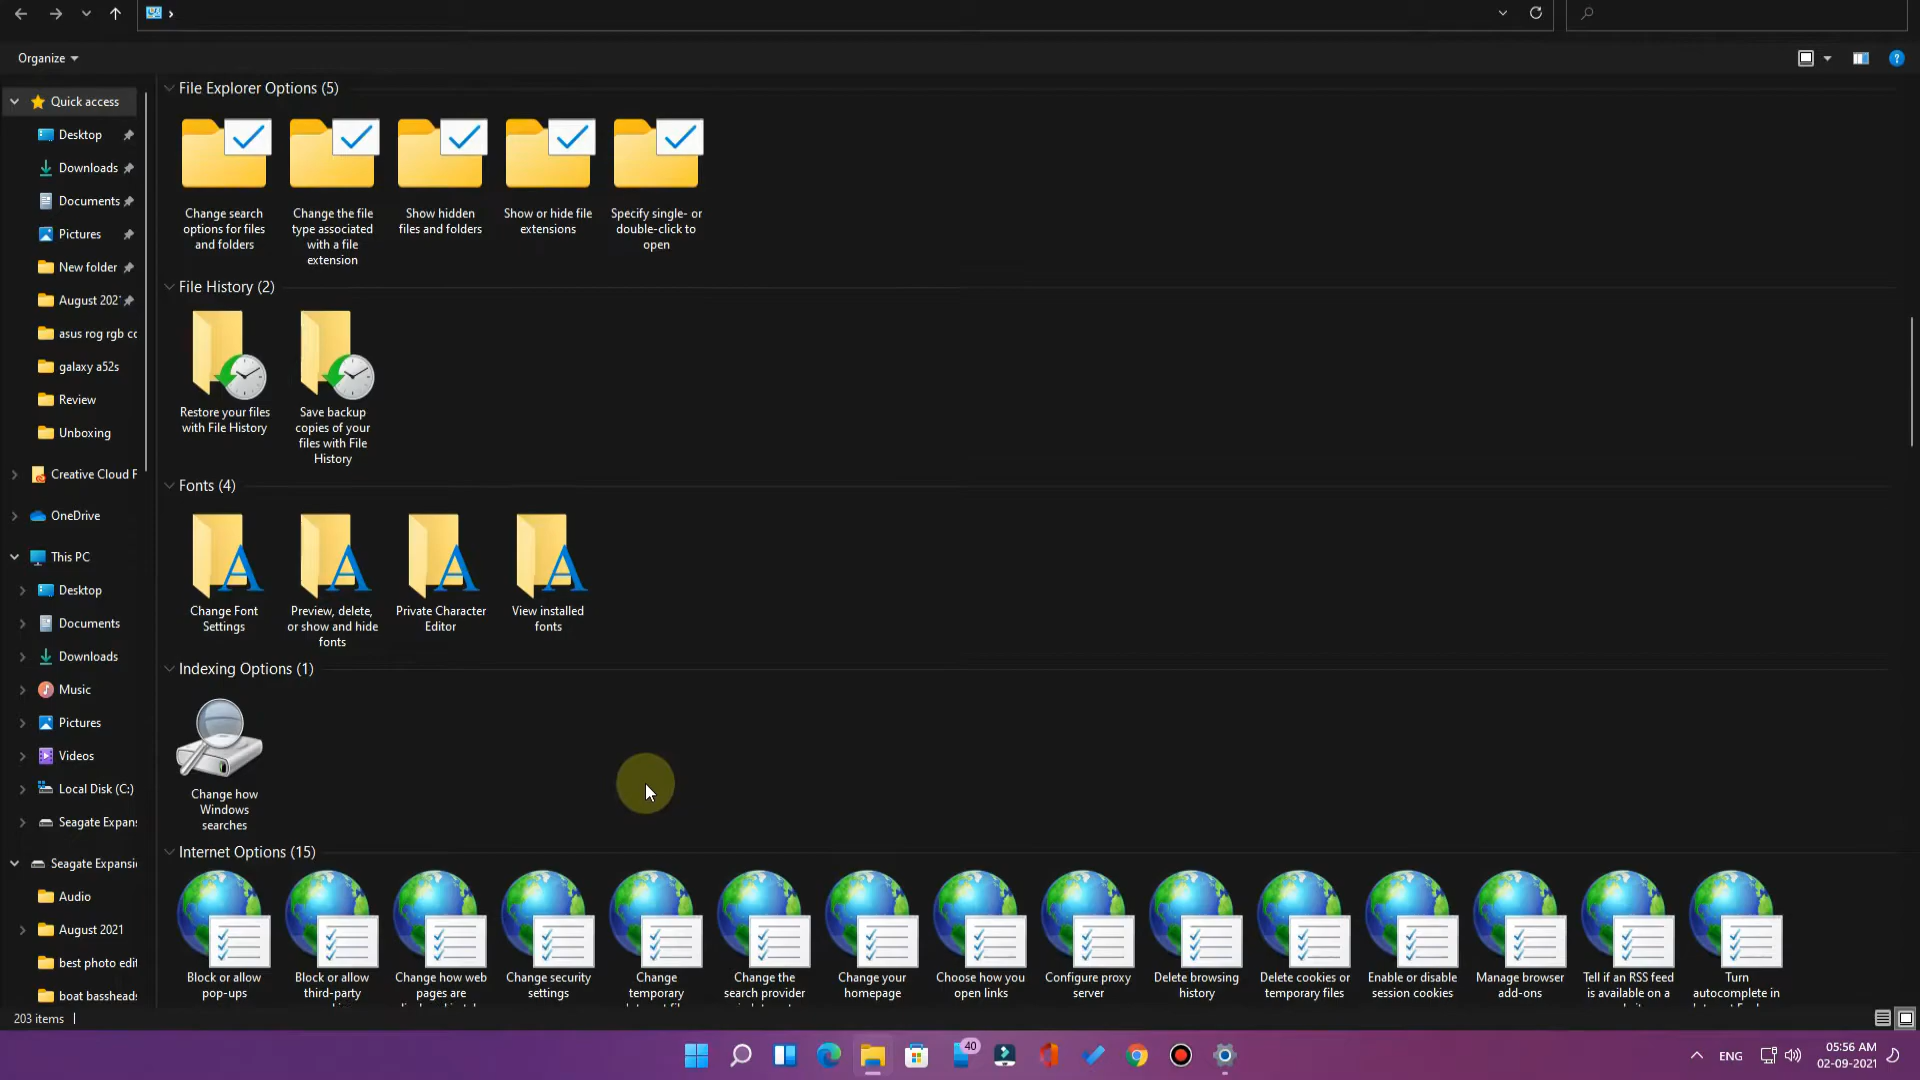 Organize
Quick access
Desktop
Downloads
Documents
Pictures
New folder
August 202
asus rog rgb cc
galaxy a52s
Review
Unboxing
Creative Cloud F
OneDrive
This PC
Desktop
Documents
Downloads
Music
Pictures
Videos
Local Disk (C:)
Seagate Expans
Seagate Expansi
Audio
August 2021
best photo edit
boat basshead
File Explorer Options (5)
Change search
options for files
and folders
Change the file
type associated
with a file
extension
Show hidden
files and folders
Show or hide file
extensions
Specify single- or
double-click to
open
File History (2)
Restore your files
with File History
Save backup
copies of your
files with File
History
Fonts (4)
Change Font
Settings
Preview, delete,
or show and hide
fonts
Private Character
Editor
View installed
fonts
Indexing Options (1)
Change how
Windows
searches
Internet Options (15)
Block or allow
pop-ups
Block or allow
third-party
Change how web
pages are
Change security
settings
Change
temporary
Change the
search provider
Change your
homepage
Choose how you
open links
Configure proxy
server
Delete browsing
history
Delete cookies or
temporary files
Enable or disable
session cookies
Manage browser
add-ons
Tell if an RSS feed
is available on a
Turn
autocomplete in
203 items
40
ENG
05:56 AM
02-09-2021